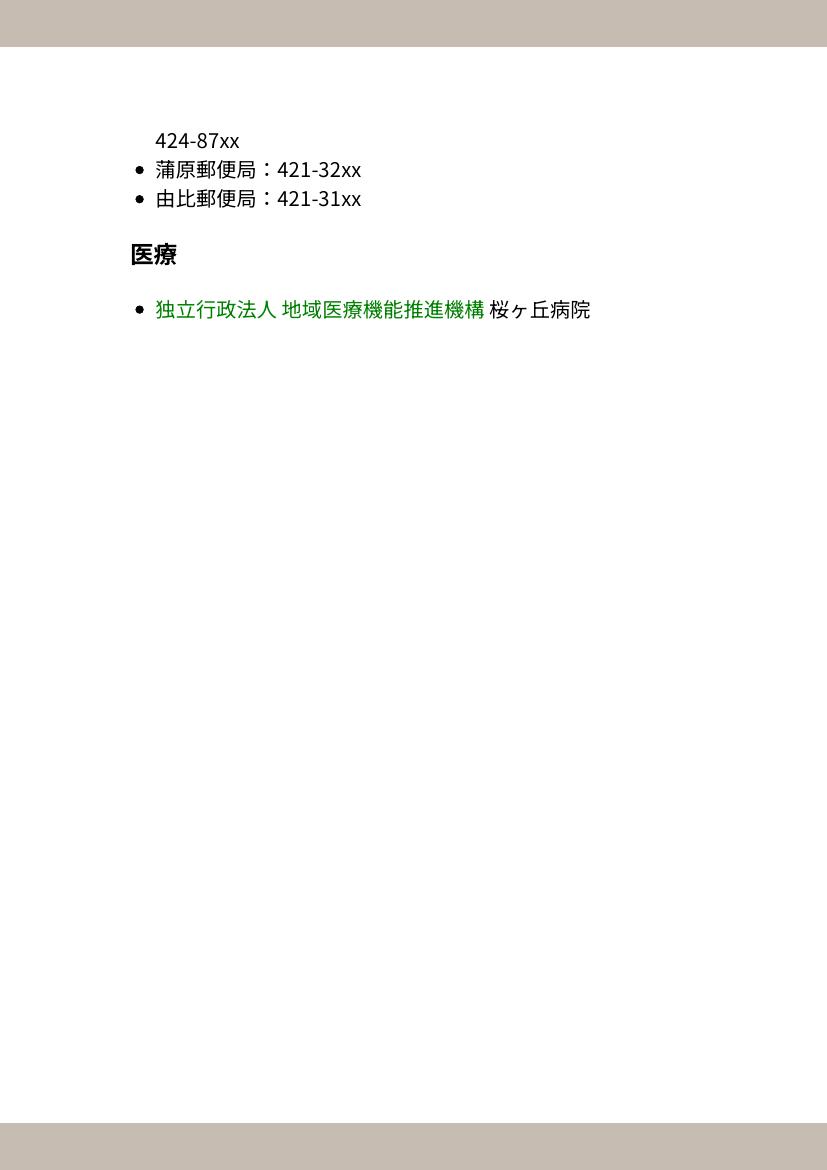 424-87xx
蒲原郵便局：421-32xx
由比郵便局：421-31xx
医療
独立行政法人 地域医療機能推進機構 桜ヶ丘病院